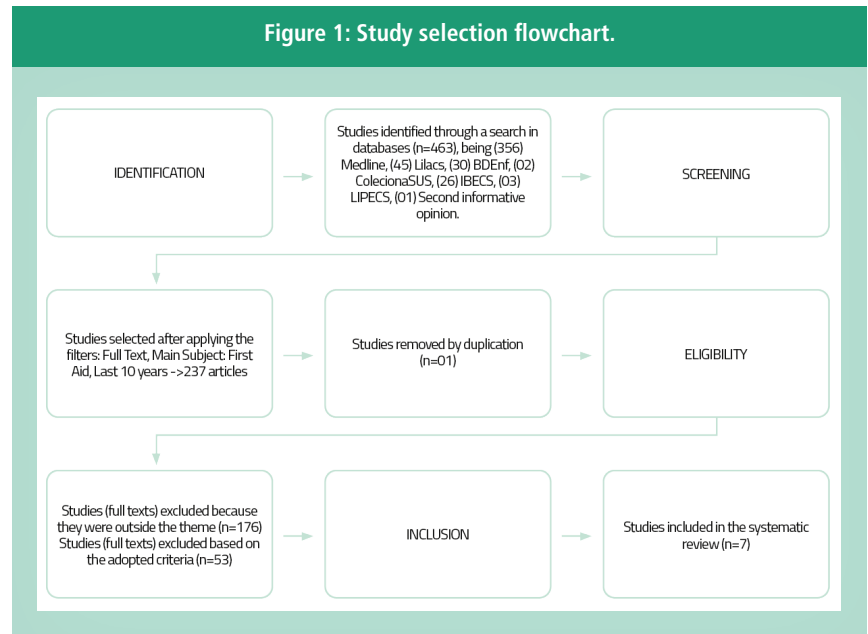 Figure 1: Study selection flowchart.
IDENTIFICATION
Studies identified through a search in
databases (n=463), being (356)
Medline, (45) Lilacs, (30) BDEnf, (02)
ColecionaSUS, (26) IBECS, (03)
LIPECS, (01) Second informative
opinion.
SCREENING
Studies selected after applying the
filters: Full Text, Main Subject: First
Aid, Last 10 years ->237 articles
Studies removed by duplication
(n=01)
ELIGIBILITY
Studies (full texts) excluded because
they were outside the theme (n=176)
Studies (full texts) excluded based on
the adopted criteria (n=53)
INCLUSION
Studies included in the systematic
review (n=7)